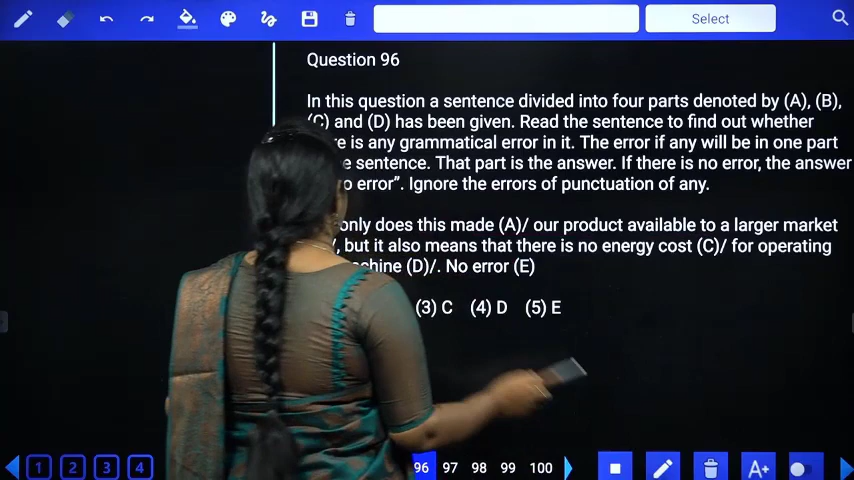 Select
Question 96
In this question a sentence divided into four parts denoted by (A), (B),
(C) and (D) has been given. Read the sentence to find out whether
is any grammatical error in it. The error if any will be in one part
sentence. That part is the answer. If there is no error, the answer
error”. Ignore the errors of punctuation of any.
only does this made (A)/ our product available to a larger market
, but it also means that there is no energy cost (C)/ for operating
(D)/. No error (E)
(3) C (4) D (5) E
1 2 3 4 96 97 98 99 100 A+